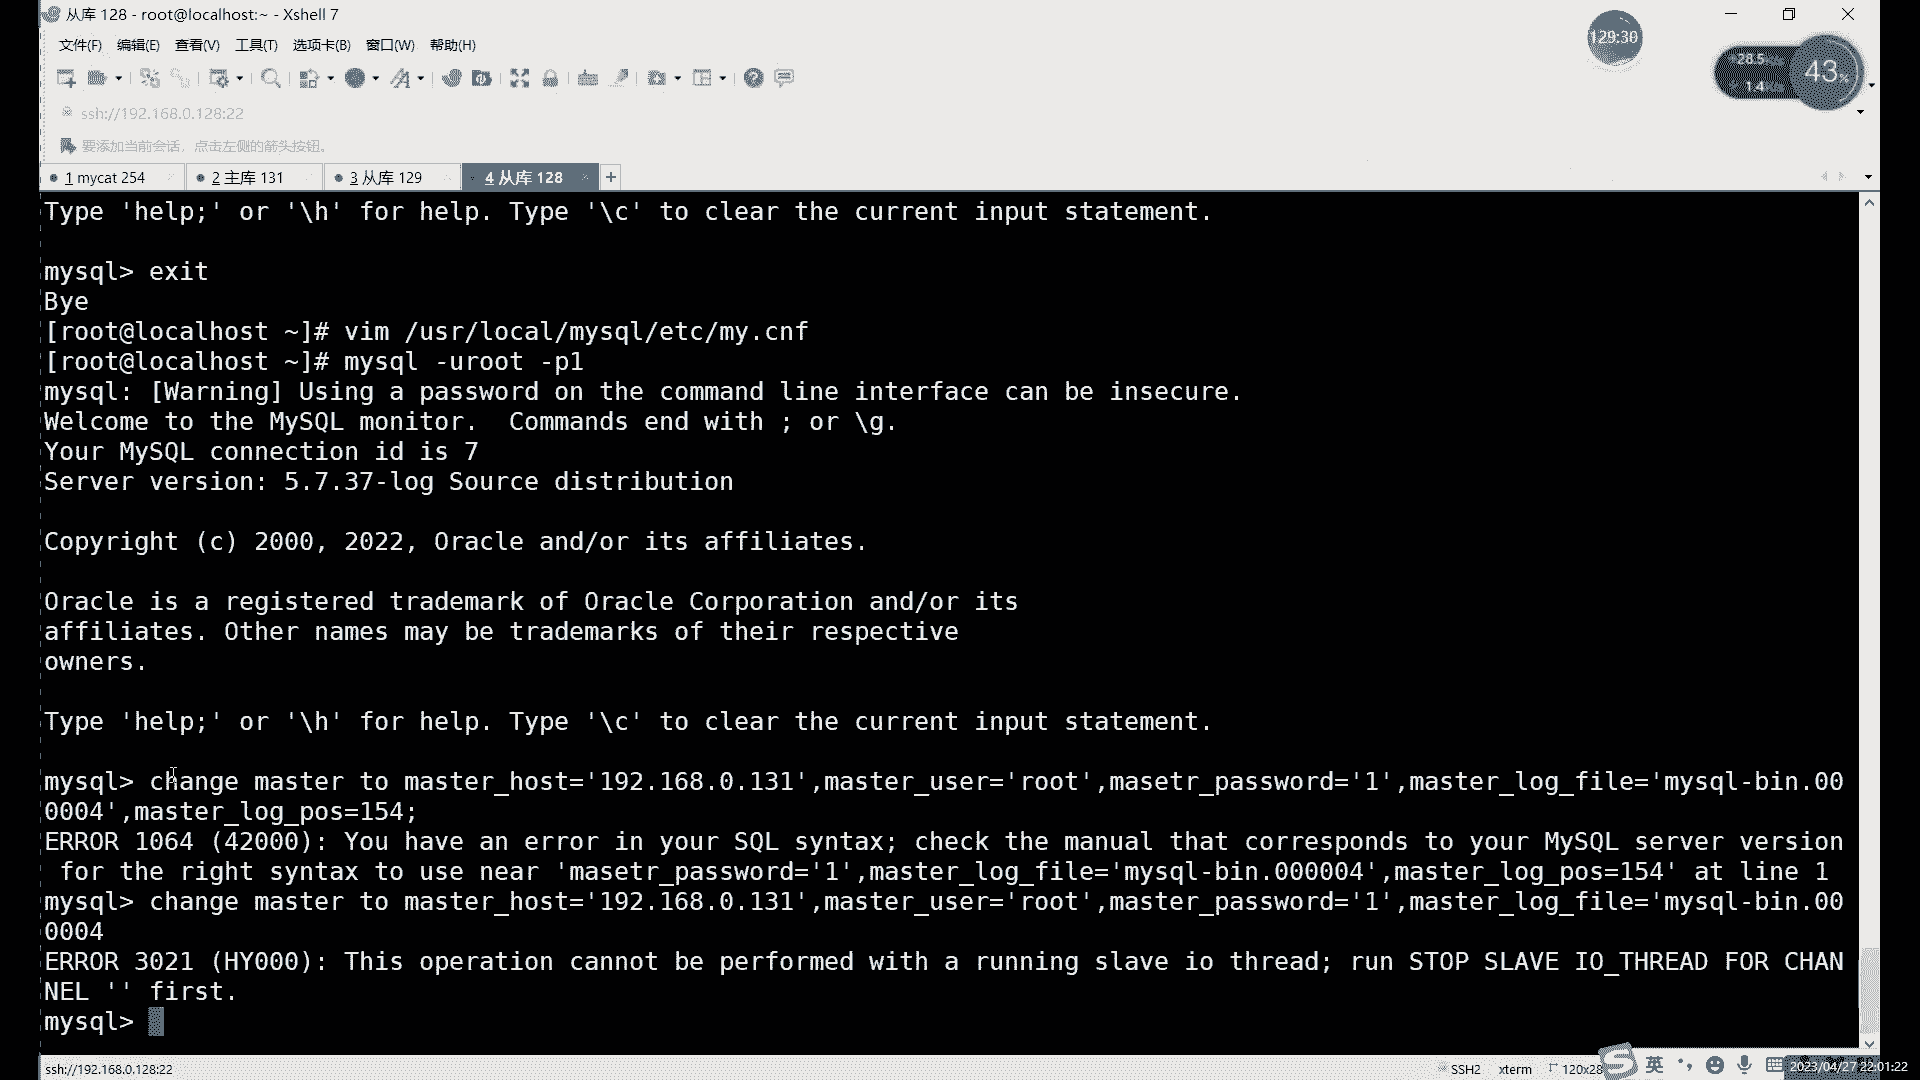 从库 128 - root@localhost:~ - Xshell 7
129:30
文件(F) 编辑(E) 查看(V) 工具(T) 选项卡(B) 窗口(W) 帮助(H)
43%
ssh://192.168.0.128:22
要添加当前会话，点击左侧的箭头按钮。
1 mycat 254
2 主库 131
3 从库 129
4 从库 128
Type 'help;' or '\h' for help. Type '\c' to clear the current input statement.
mysql> exit
Bye
[root@localhost ~]# vim /usr/local/mysql/etc/my.cnf
[root@localhost ~]# mysql -uroot -p1
mysql: [Warning] Using a password on the command line interface can be insecure.
Welcome to the MySQL monitor.  Commands end with ; or \g.
Your MySQL connection id is 7
Server version: 5.7.37-log Source distribution
Copyright (c) 2000, 2022, Oracle and/or its affiliates.
Oracle is a registered trademark of Oracle Corporation and/or its
affiliates. Other names may be trademarks of their respective
owners.
Type 'help;' or '\h' for help. Type '\c' to clear the current input statement.
mysql> change master to master_host='192.168.0.131',master_user='root',masetr_password='1',master_log_file='mysql-bin.00
0004',master_log_pos=154;
ERROR 1064 (42000): You have an error in your SQL syntax; check the manual that corresponds to your MySQL server version
 for the right syntax to use near 'masetr_password='1',master_log_file='mysql-bin.000004',master_log_pos=154' at line 1
mysql> change master to master_host='192.168.0.131',master_user='root',master_password='1',master_log_file='mysql-bin.00
0004
ERROR 3021 (HY000): This operation cannot be performed with a running slave io thread; run STOP SLAVE IO_THREAD FOR CHAN
NEL '' first.
mysql>
ssh://192.168.0.128:22
SSH2
xterm
120x28
英
2023/04/27 22:01:22